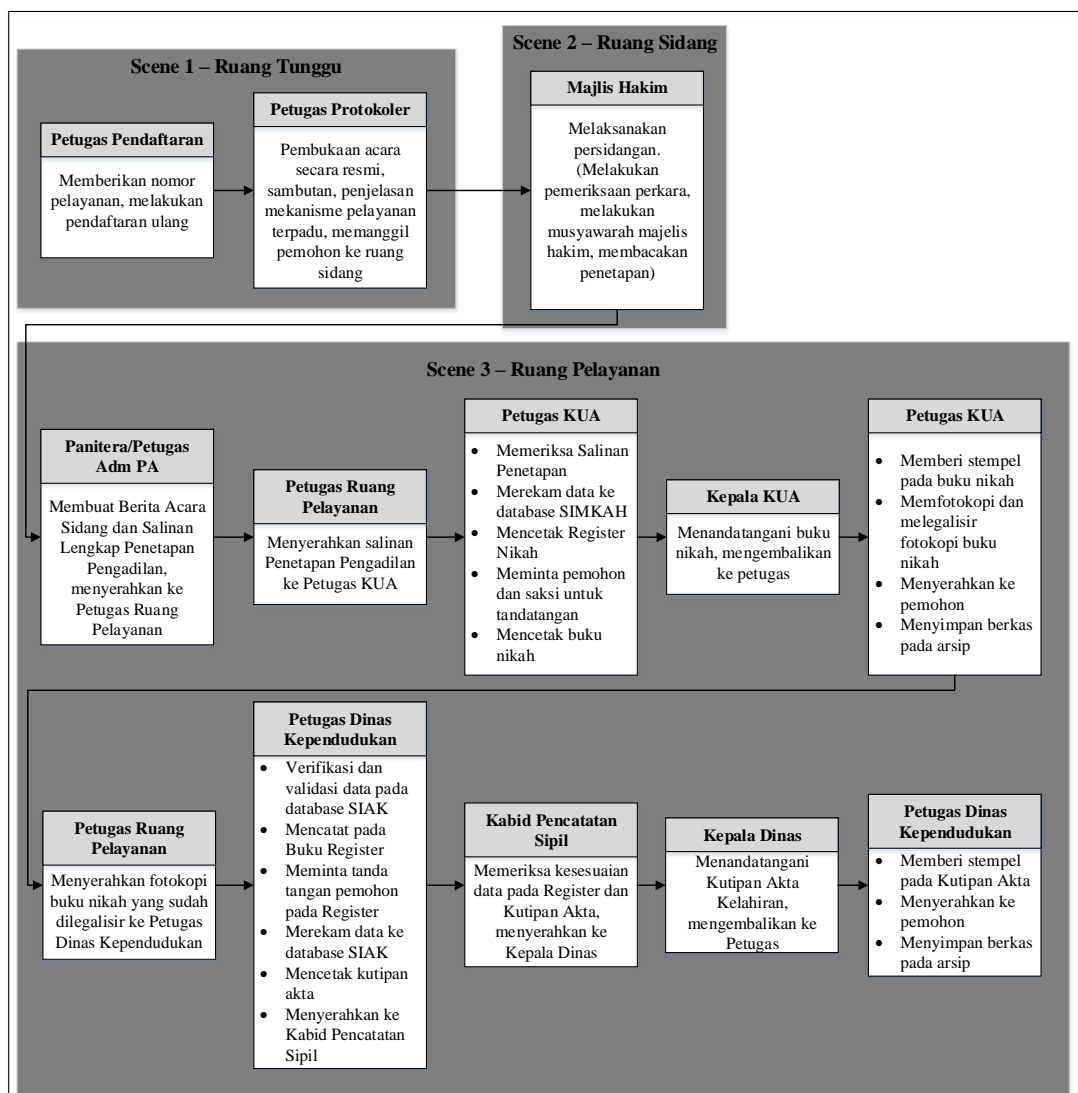 Scene 1 – Ruang Tunggu
Petugas Pendaftaran
Memberikan nomor
pelayanan, melakukan
pendaftaran ulang
Petugas Protokoler
Pembukaan acara
secara resmi,
sambutan, penjelasan
mekanisme pelayanan
terpadu, memanggil
pemohon ke ruang
sidang
Scene 2 – Ruang Sidang
Majlis Hakim
Melaksanakan
persidangan.
(Melakukan
pemeriksaan perkara,
melakukan
musyawarah majelis
hakim, membacakan
penetapan)
Scene 3 – Ruang Pelayanan
Panitera/Petugas
Adm PA
Membuat Berita Acara
Sidang dan Salinan
Lengkap Penetapan
Pengadilan,
menyerahkan ke
Petugas Ruang
Pelayanan
Petugas Ruang
Pelayanan
Menyerahkan salinan
Penetapan Pengadilan
ke Petugas KUA
Petugas KUA
• Memeriksa Salinan
Penetapan
• Merekam data ke
database SIMKAH
• Mencetak Register
Nikah
• Meminta pemohon
dan saksi untuk
tandatangan
• Mencetak buku
nikah
Kepala KUA
Menandatangani buku
nikah, mengembalikan
ke petugas
Petugas KUA
• Memberi stempel
pada buku nikah
• Memfotokopi dan
melegalisir
fotokopi buku
nikah
• Menyerahkan ke
pemohon
• Menyimpan berkas
pada arsip
Petugas Ruang
Pelayanan
Menyerahkan fotokopi
buku nikah yang sudah
dilegalisir ke Petugas
Dinas Kependudukan
Petugas Dinas
Kependudukan
• Verifikasi dan
validasi data pada
database SIAK
• Mencatat pada
Buku Register
• Meminta tanda
tangan pemohon
pada Register
• Merekam data ke
database SIAK
• Mencetak kutipan
akta
• Menyerahkan ke
Kabid Pencatatan
Sipil
Kabid Pencatatan
Sipil
Memeriksa kesesuaian
data pada Register dan
Kutipan Akta,
menyerahkan ke
Kepala Dinas
Kepala Dinas
Menandatangani
Kutipan Akta
Kelahiran,
mengembalikan ke
Petugas
Petugas Dinas
Kependudukan
• Memberi stempel
pada Kutipan Akta
• Menyerahkan ke
pemohon
• Menyimpan berkas
pada arsip